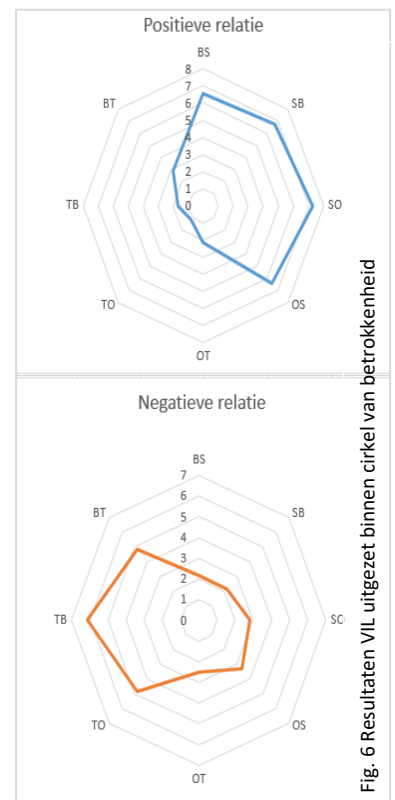 Positieve relatie
BS
8
7
6
5
4
3
2
1
0
SB
SO
OS
OT
TO
TB
BT
Negatieve relatie
BS
7
6
5
4
3
2
1
0
SB
SC
OS
OT
TO
TB
BT
Fig. 6 Resultaten VIL uitgezet binnen cirkel van betrokkenheid